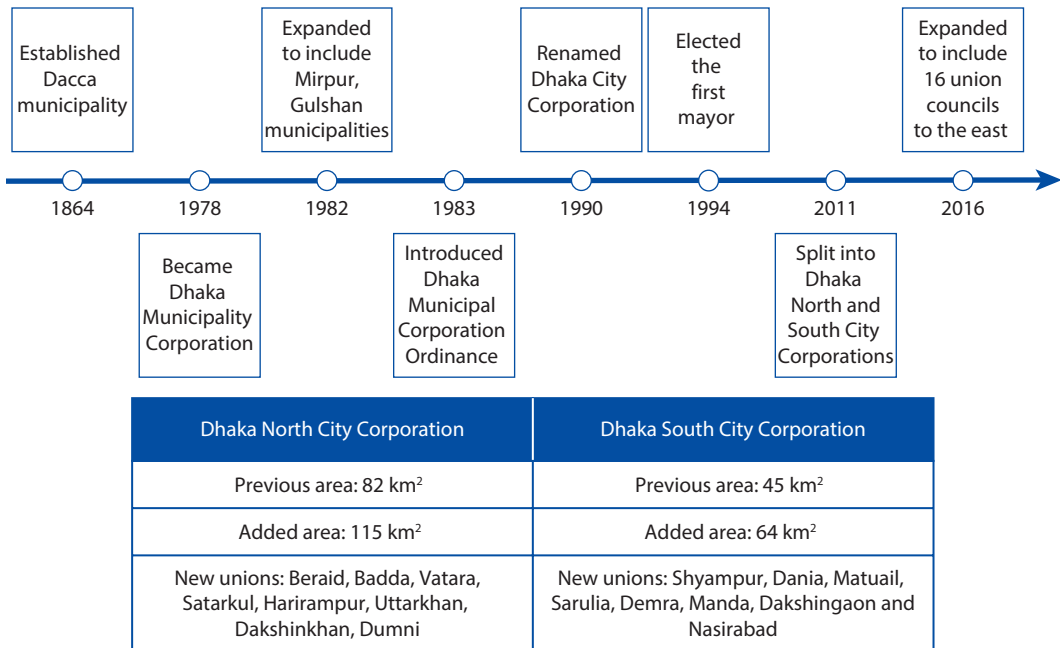 Established
Dacca
municipality
Expanded
to include
Mirpur,
Gulshan
municipalities
Renamed
Dhaka City
Corporation
Elected
the
first
mayor
Expanded
to include
16 union
councils
to the east
1864
1978
1982
1983
1990
1994
2011
2016
Became
Dhaka
Municipality
Corporation
Introduced
Dhaka
Municipal
Corporation
Ordinance
Split into
Dhaka
North and
South City
Corporations
Dhaka North City Corporation
Dhaka South City Corporation
Previous area: 82 km²
Previous area: 45 km²
Added area: 115 km²
Added area: 64 km²
New unions: Beraid, Badda, Vatara,
Satarkul, Harirampur, Uttarkhan,
Dakshinkhan, Dumni
New unions: Shyampur, Dania, Matuail,
Sarulia, Demra, Manda, Dakshingaon and
Nasirabad